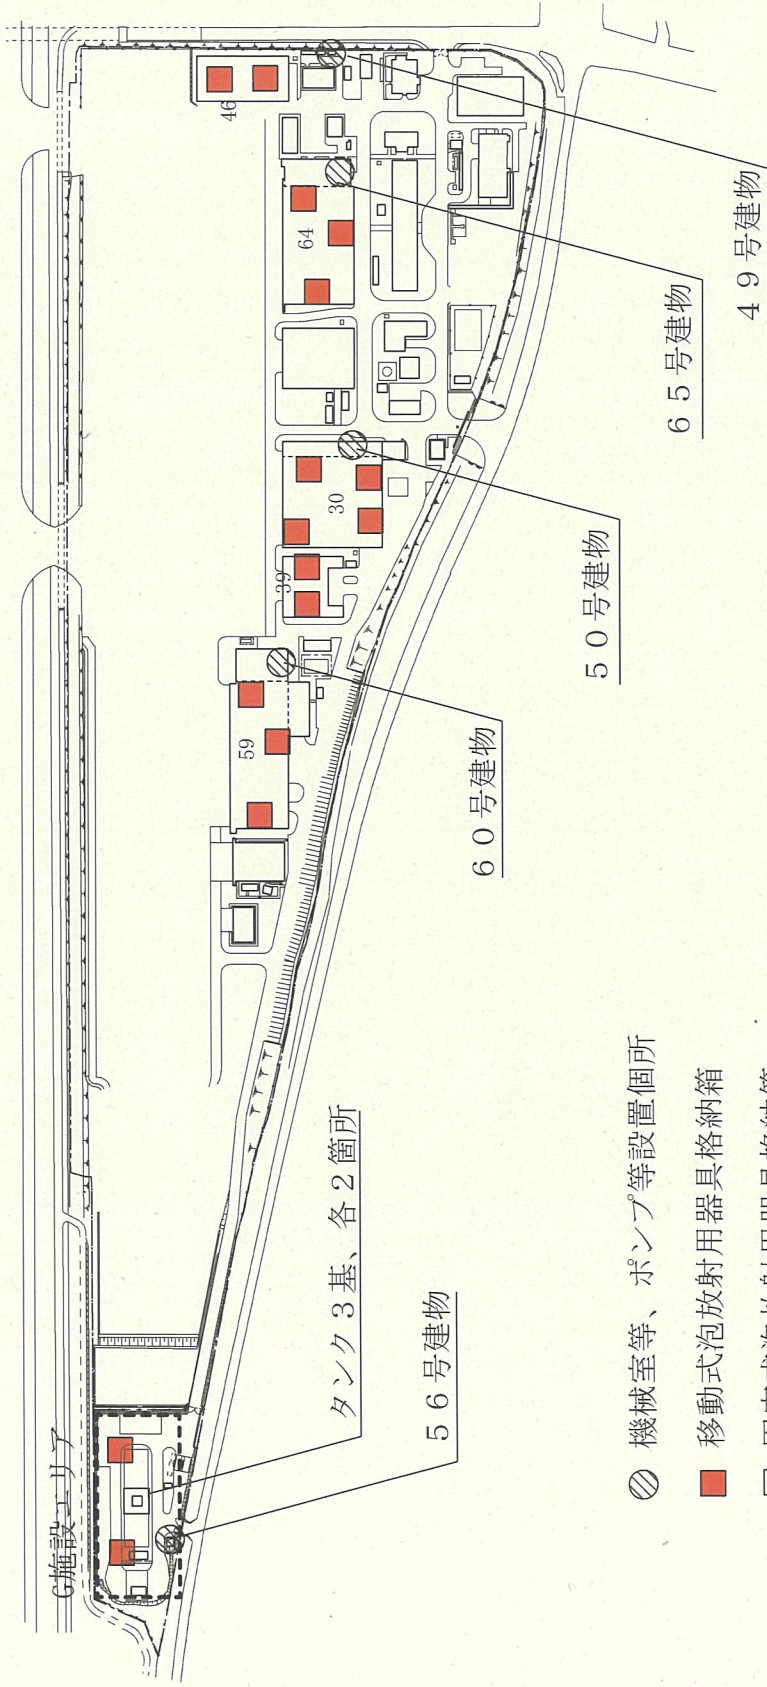 G施設エリア
46
64
30
39
59
49号建物
65号建物
50号建物
60号建物
タンク3基、各2箇所
56号建物
機械室等、ポンプ等設置個所
移動式泡放射用器具格納箱